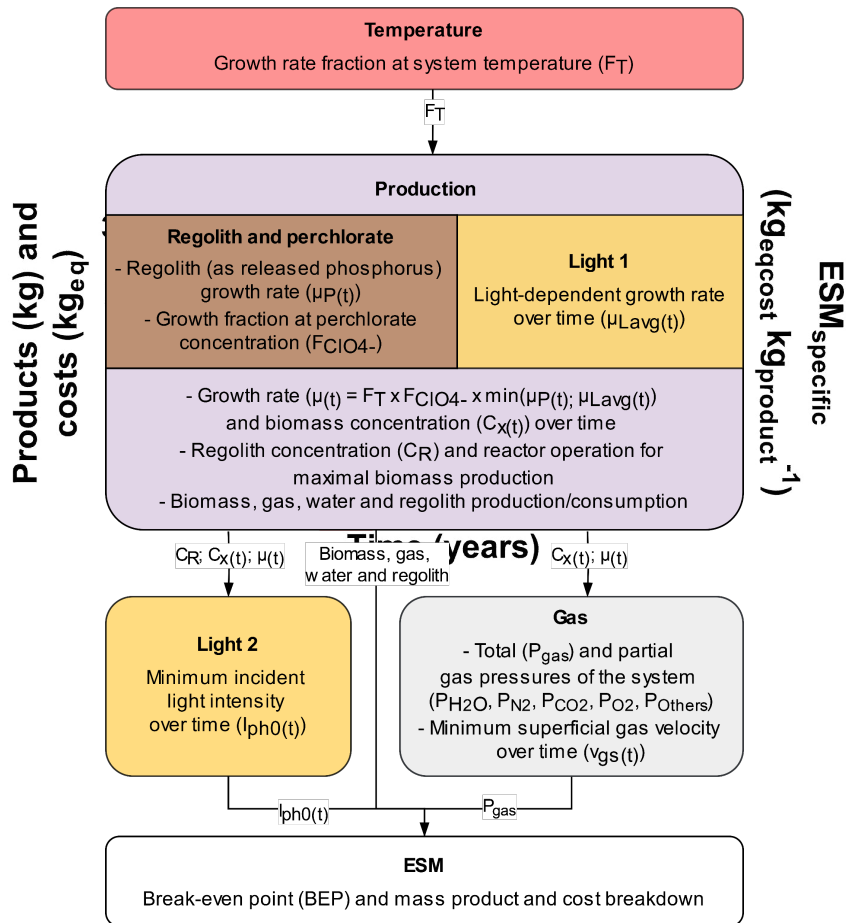 Temperature
Growth rate fraction at system temperature (FT)
FT
Production
Regolith and perchlorate
- Regolith (as released phosphorus)
growth rate (μP(t))
- Growth fraction at perchlorate
concentration (FClO4-)
Light 1
Light-dependent growth rate
over time (μLavg(t))
- Growth rate (μ(t) = FT x FClO4- x min(μP(t); μLavg(t))
and biomass concentration (Cx(t)) over time
- Regolith concentration (CR) and reactor operation for
maximal biomass production
- Biomass, gas, water and regolith production/consumption
Products (kg) and
costs (kgeq)
ESMspecific
(kgeqcost kgproduct-1)
(years)
CR; Cx(t); μ(t)
Biomass, gas,
water and regolith
Cx(t); μ(t)
Light 2
Minimum incident
light intensity
over time (Iph0(t))
Gas
- Total (Pgas) and partial
gas pressures of the system
(PH2O, PN2, PCO2, PO2, POthers)
- Minimum superficial gas velocity
over time (vgs(t))
Iph0(t)
Pgas
ESM
Break-even point (BEP) and mass product and cost breakdown